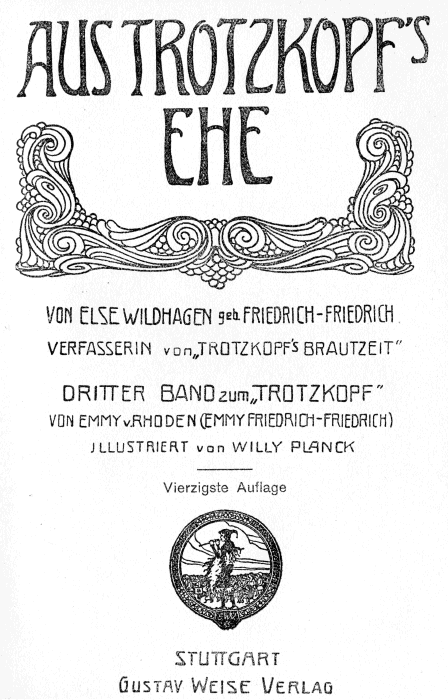 AUS TROTZKOPF'S
EHE
VON ELSE WILDHAGEN geb. FRIEDRICH-FRIEDRICH
VERFASSERIN von „TROTZKOPF'S BRAUTZEIT"
DRITTER BAND zum „TROTZKOPF"
VON EMMY v. RHODEN (EMMY FRIEDRICH-FRIEDRICH)
JLLUSTRIERT von WILLY PLANCK
Vierzigste Auflage
STUTTGART
GUSTAV WEISE VERLAG